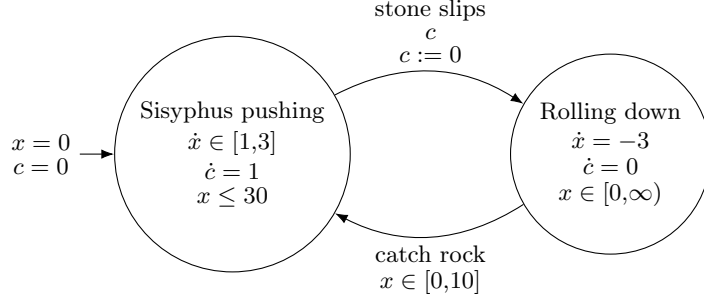 stone slips
c
c := 0
Sisyphus pushing
ẋ ∈ [1,3]
ċ = 1
x ≤ 30
Rolling down
ẋ = −3
ċ = 0
x ∈ [0,∞)
x = 0
c = 0
catch rock
x ∈ [0,10]